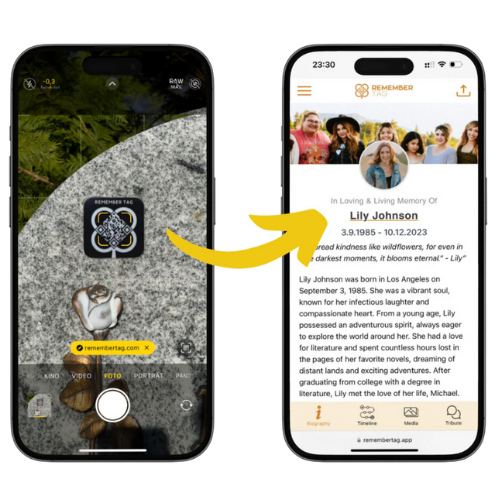 -0,3
RAW
MAX
REMEMBER TAG
remembertag.com ×
KINO VIDEO FOTO PORTRÄT PAN
23:30
REMEMBER
TAG
In Loving & Living Memory Of
Lily Johnson
3.9.1985 - 10.12.2023
read kindness like wildflowers, for even in
darkest moments, it blooms eternal." - Lily"
Lily Johnson was born in Los Angeles on
September 3, 1985. She was a vibrant soul,
known for her infectious laughter and
compassionate heart. From a young age, Lily
possessed an adventurous spirit, always eager
to explore the world around her. She had a love
for literature and spent countless hours lost in
the pages of her favorite novels, dreaming of
distant lands and exciting adventures. After
graduating from college with a degree in
literature, Lily met the love of her life, Michael.
Biography Timeline Media Tribute
remembertag.app